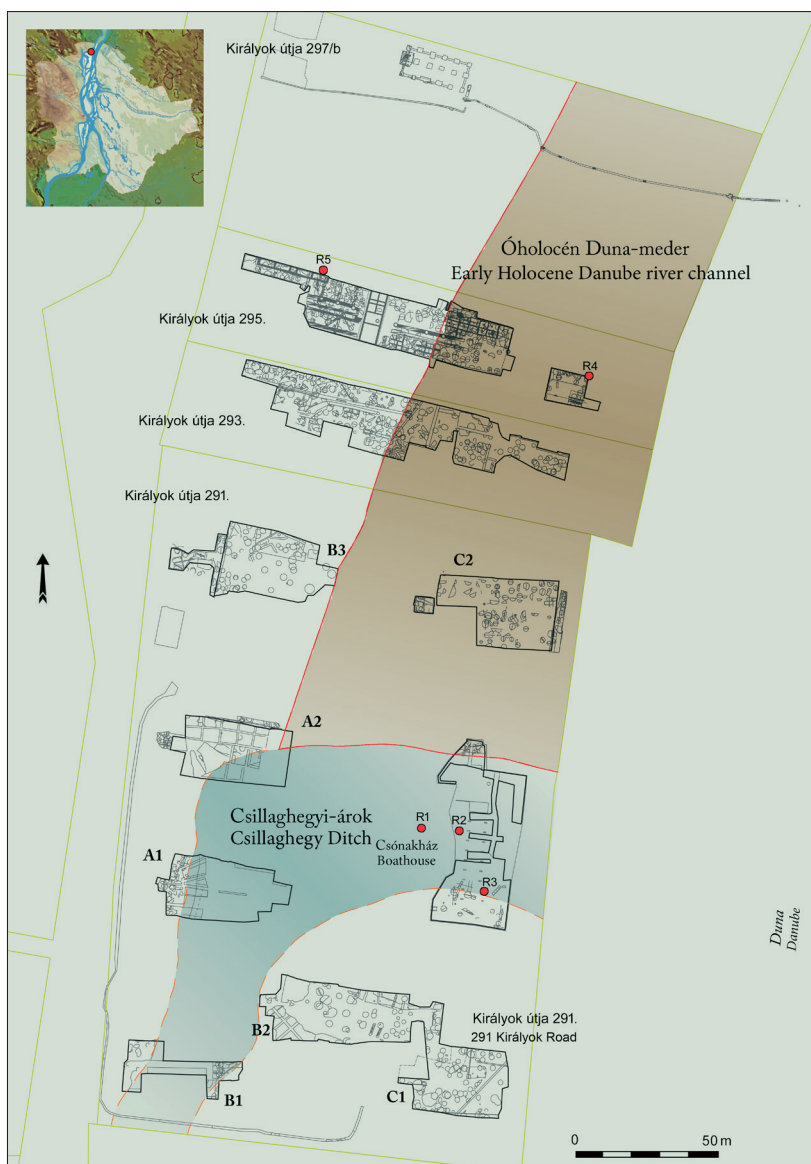 Királyok útja 297/b
Óholocén Duna-meder
Early Holocene Danube river channel
R5
Királyok útja 295.
R4
Királyok útja 293.
Királyok útja 291.
B3
C2
A2
Csillaghegyi-árok
Csillaghegy Ditch
R1
R2
Csónakház
Boathouse
A1
R3
Duna
Danube
Királyok útja 291.
291 Királyok Road
B2
C1
B1
0
50 m